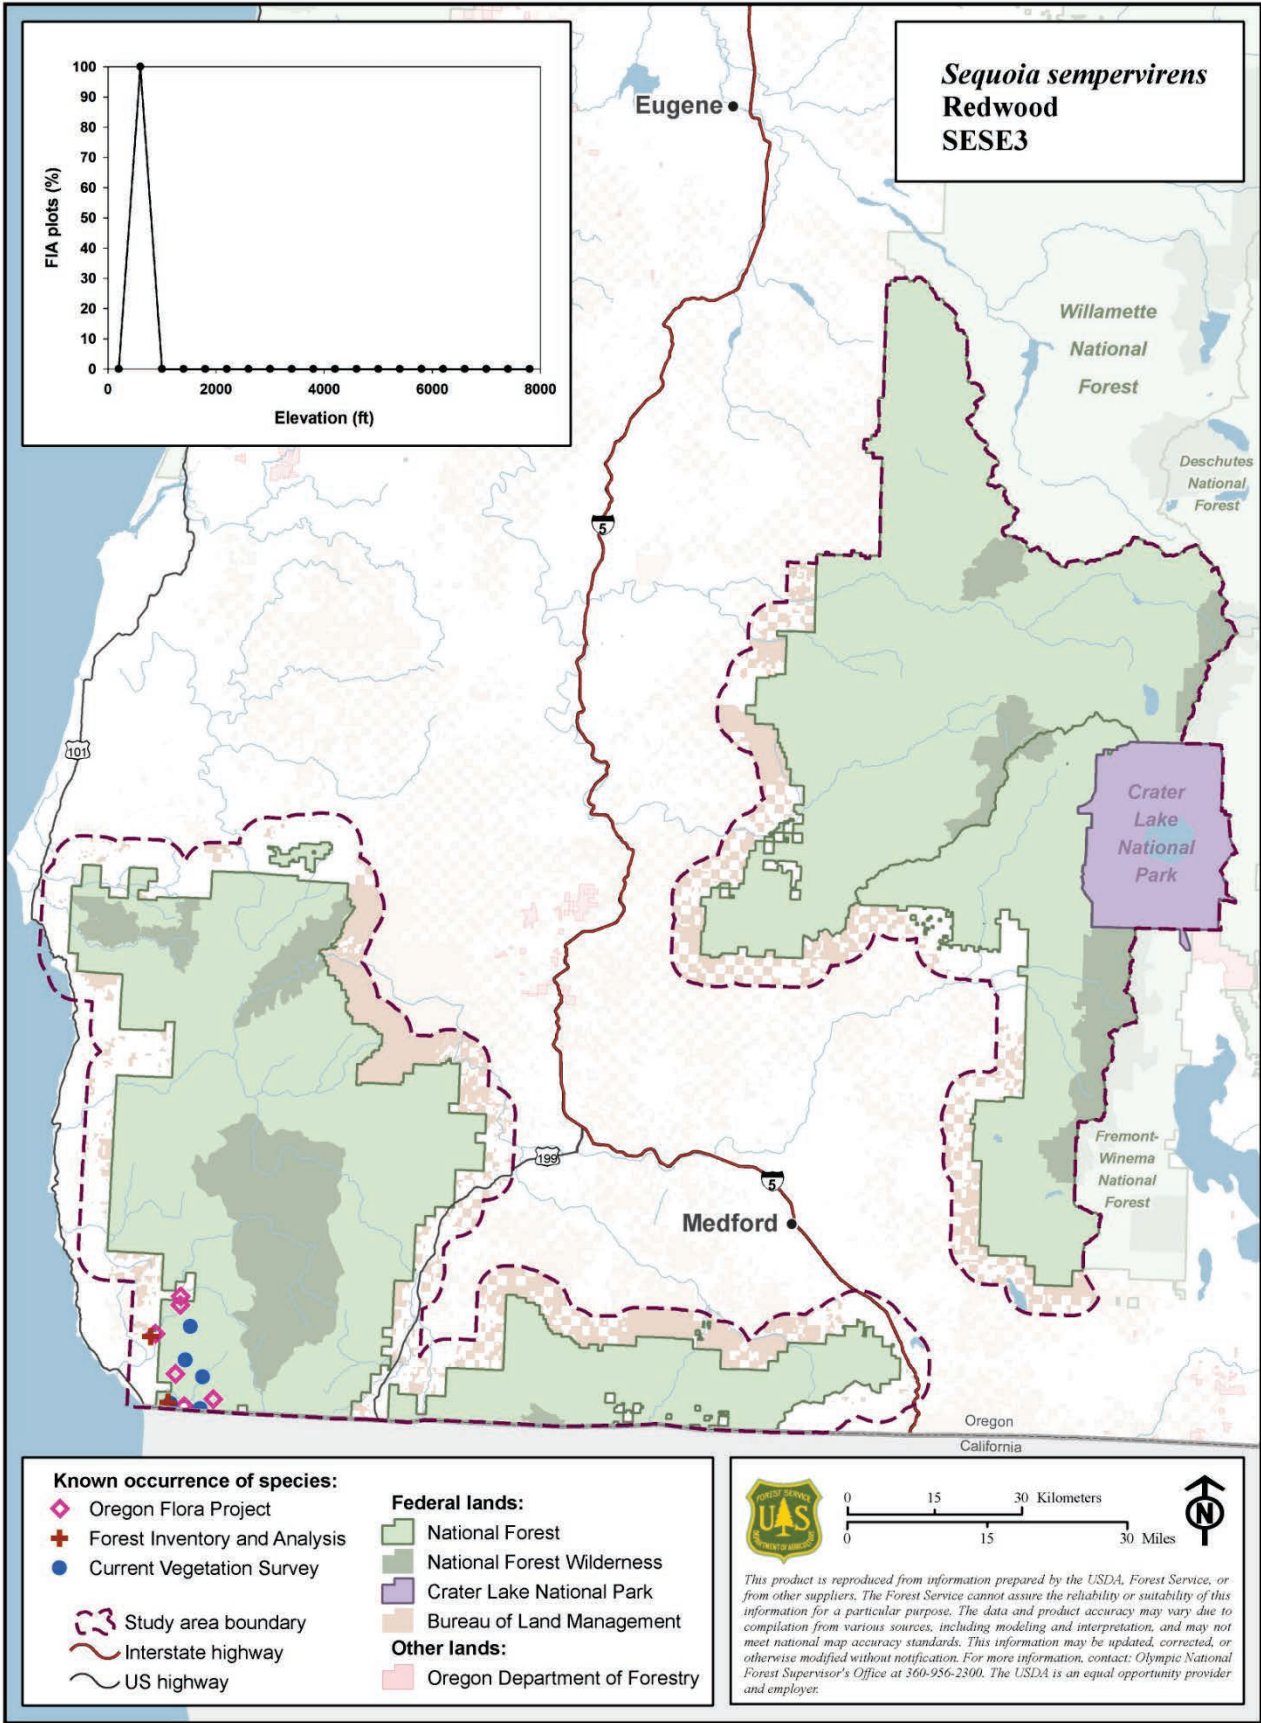 100
90
80
70
60
50
40
30
20
10
0
0 2000 4000 6000 8000
FIA plots (%)
Elevation (ft)
Sequoia sempervirens
Redwood
SESE3
Eugene
Willamette
National
Forest
Deschutes
National
Forest
5
101
Crater
Lake
National
Park
199
5
Fremont-
Winema
National
Forest
Medford
Oregon
California
Known occurrence of species:
Oregon Flora Project
Forest Inventory and Analysis
Current Vegetation Survey
Study area boundary
Interstate highway
US highway
Federal lands:
National Forest
National Forest Wilderness
Crater Lake National Park
Bureau of Land Management
Other lands:
Oregon Department of Forestry
FOREST SERVICE
U S
DEPARTMENT OF AGRICULTURE
0 15 30 Kilometers
0 15 30 Miles
N
This product is reproduced from information prepared by the USDA, Forest Service, or
from other suppliers. The Forest Service cannot assure the reliability or suitability of this
information for a particular purpose. The data and product accuracy may vary due to
compilation from various sources, including modeling and interpretation, and may not
meet national map accuracy standards. This information may be updated, corrected, or
otherwise modified without notification. For more information, contact: Olympic National
Forest Supervisor's Office at 360-956-2300. The USDA is an equal opportunity provider
and employer.